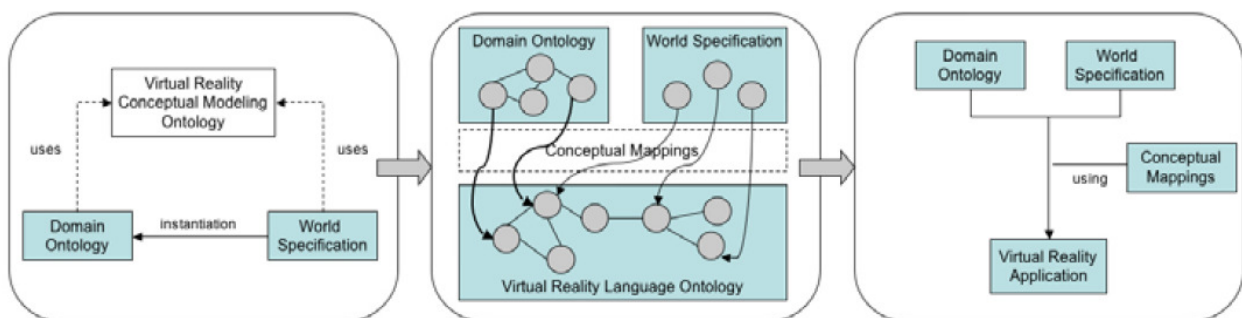 Virtual Reality
Conceptual Modeling
Ontology
uses
uses
Domain
Ontology
instantiation
World
Specification
Domain Ontology
World Specification
Conceptual Mappings
Virtual Reality Language Ontology
Domain
Ontology
World
Specification
using
Conceptual
Mappings
Virtual Reality
Application